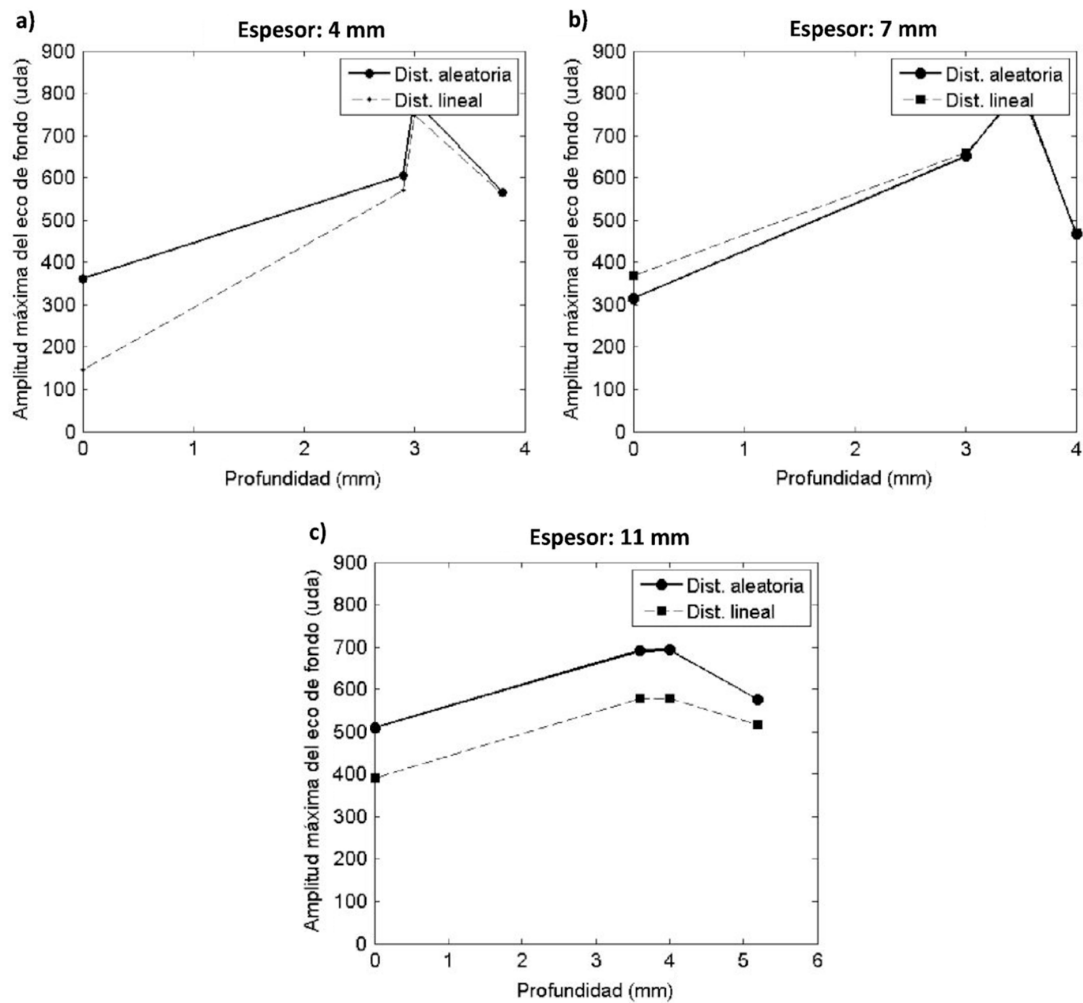 a)
Espesor: 4 mm
Amplitud máxima del eco de fondo (uda)
900
800
700
600
500
400
300
200
100
0
Dist. aleatoria
Dist. lineal
0 1 2 3 4
Profundidad (mm)
b)
Espesor: 7 mm
Amplitud máxima del eco de fondo (uda)
900
800
700
600
500
400
300
200
100
0
Dist. aleatoria
Dist. lineal
0 1 2 3 4
Profundidad (mm)
c)
Espesor: 11 mm
Amplitud máxima del eco de fondo (uda)
900
800
700
600
500
400
300
200
100
0
Dist. aleatoria
Dist. lineal
0 1 2 3 4 5 6
Profundidad (mm)